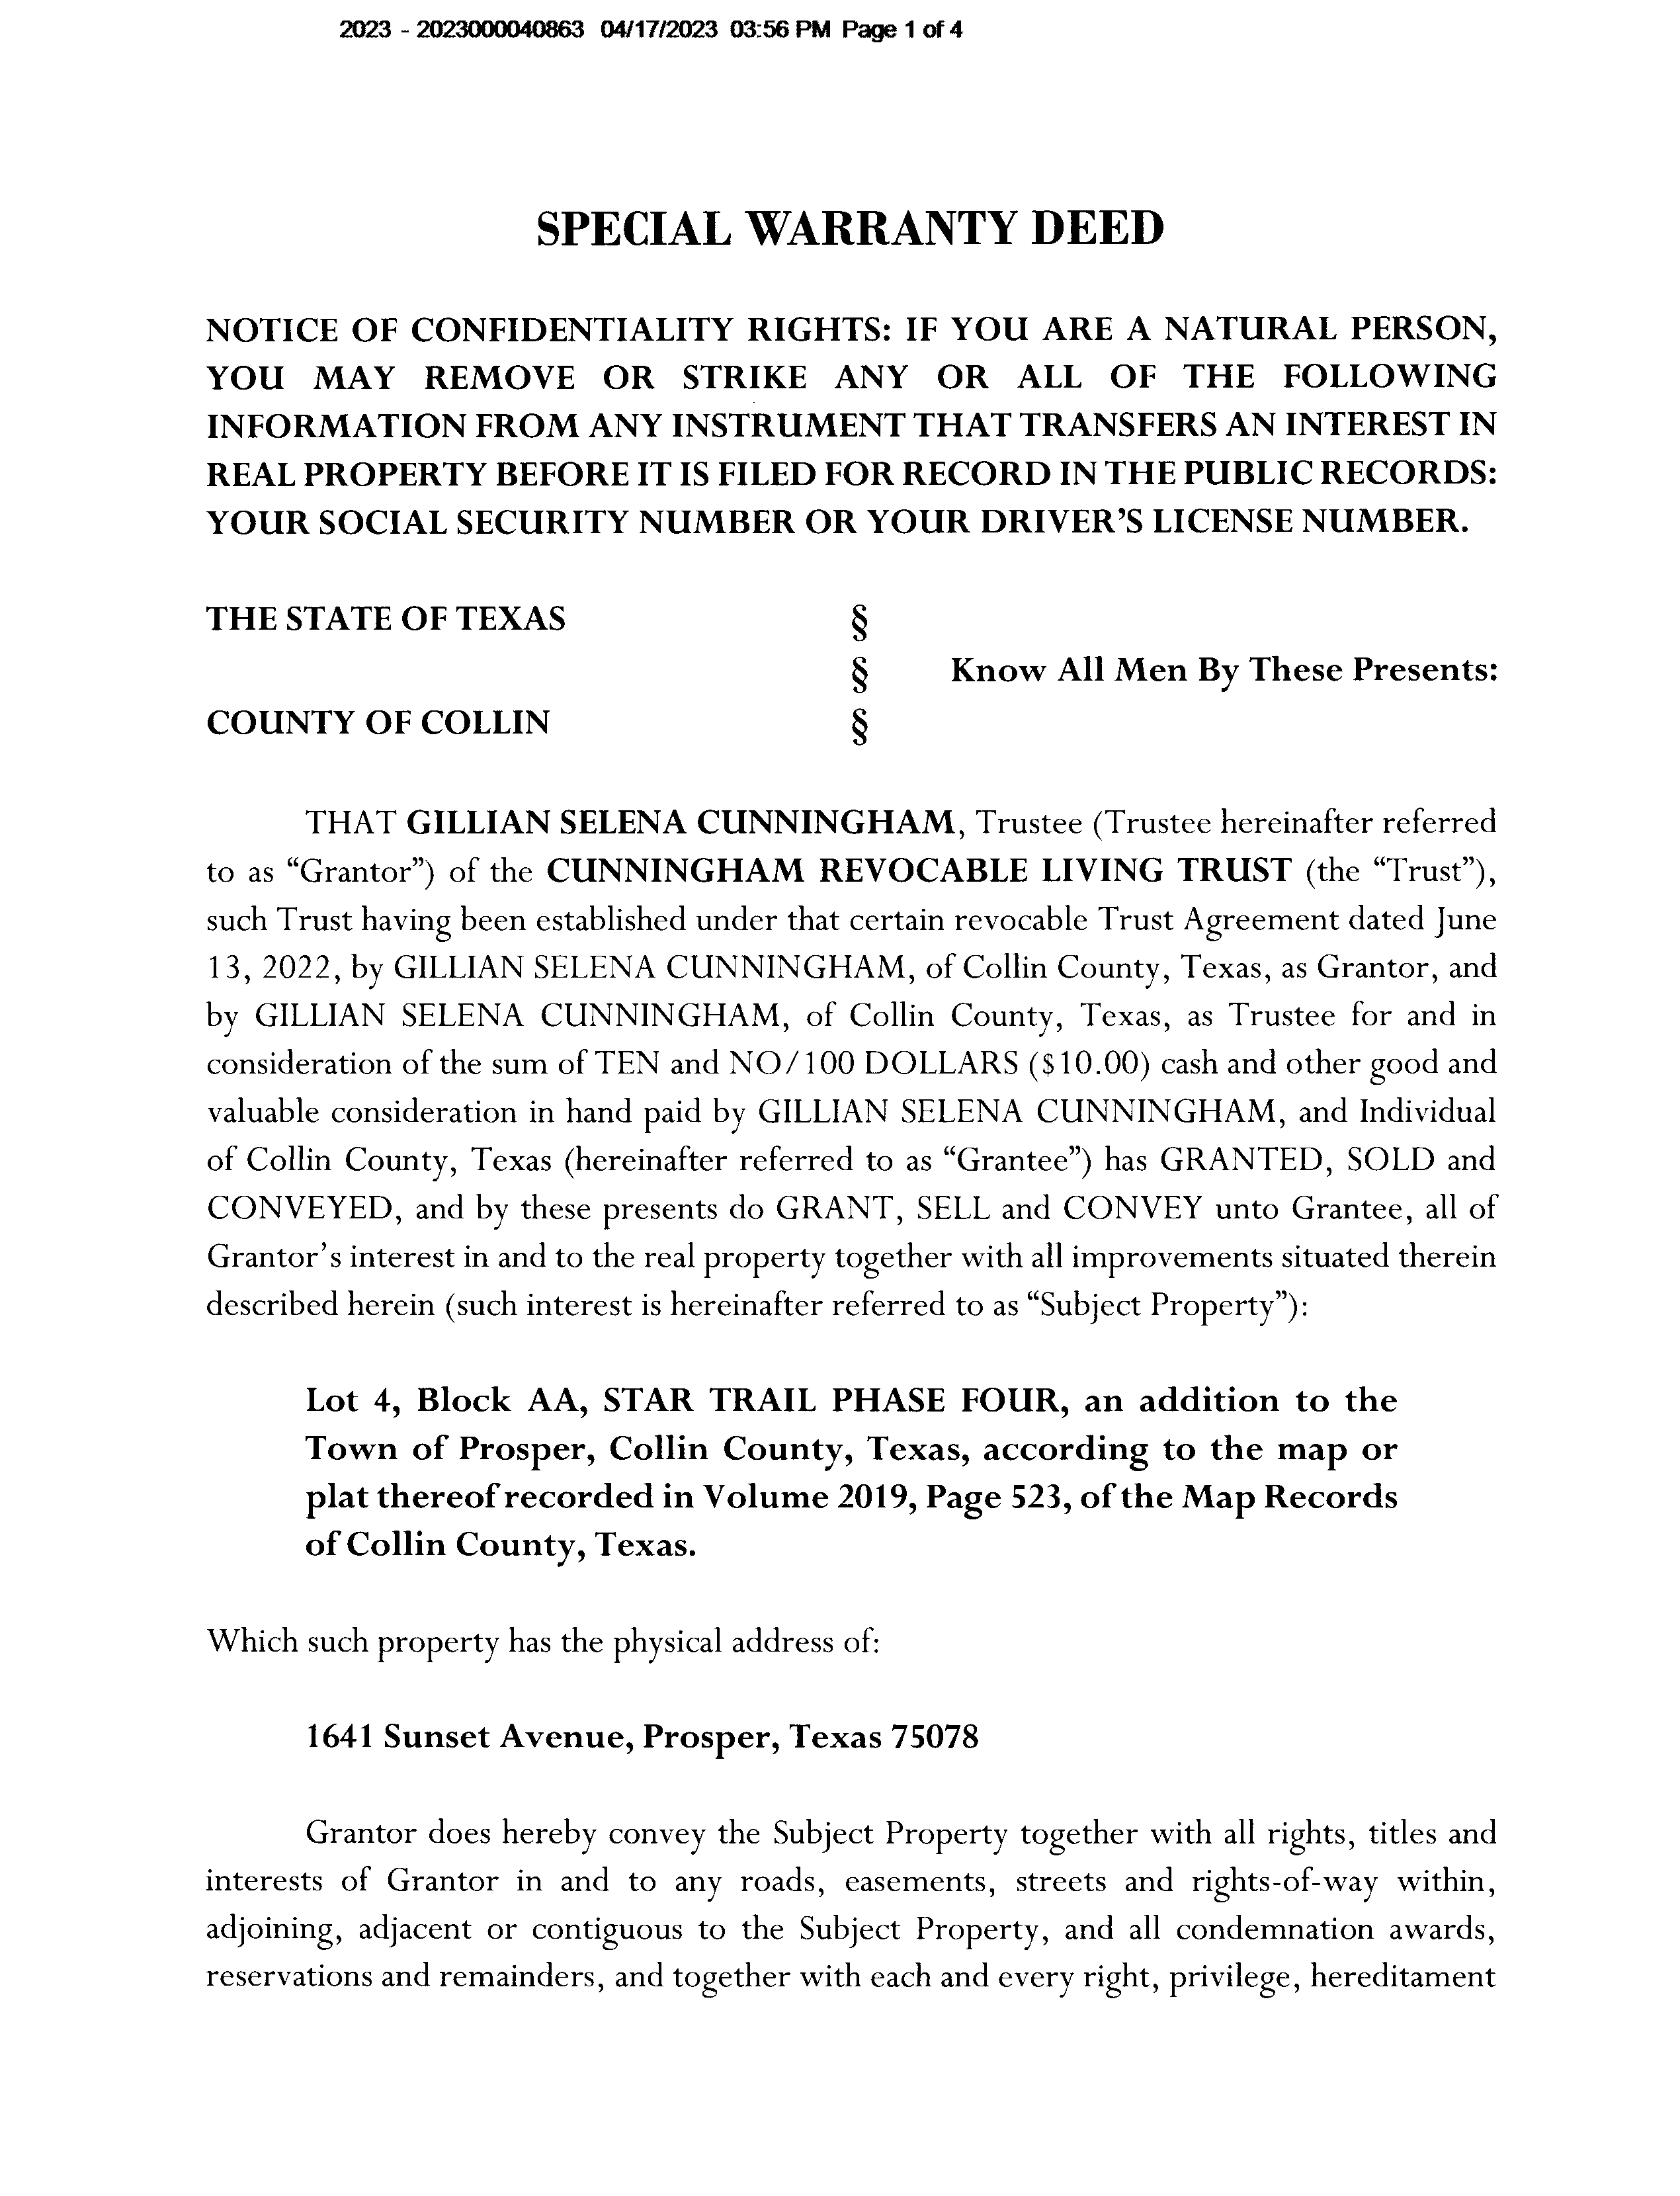 2023 - 2023000040863 04/17/2023 03:56 PM Page 1 of 4
SPECIAL WARRANTY DEED
NOTICE OF CONFIDENTIALITY RIGHTS: IF YOU ARE A NATURAL PERSON,
YOU MAY REMOVE OR STRIKE ANY OR ALL OF THE FOLLOWING
INFORMATION FROM ANY INSTRUMENT THAT TRANSFERS AN INTEREST IN
REAL PROPERTY BEFORE IT IS FILED FOR RECORD IN THE PUBLIC RECORDS:
YOUR SOCIAL SECURITY NUMBER OR YOUR DRIVER'S LICENSE NUMBER.
THE STATE OF TEXAS §
§ Know All Men By These Presents:
COUNTY OF COLLIN §
THAT GILLIAN SELENA CUNNINGHAM, Trustee (Trustee hereinafter referred
to as “Grantor”) of the CUNNINGHAM REVOCABLE LIVING TRUST (the “Trust”),
such Trust having been established under that certain revocable Trust Agreement dated June
13, 2022, by GILLIAN SELENA CUNNINGHAM, of Collin County, Texas, as Grantor, and
by GILLIAN SELENA CUNNINGHAM, of Collin County, Texas, as Trustee for and in
consideration of the sum of TEN and NO/100 DOLLARS ($10.00) cash and other good and
valuable consideration in hand paid by GILLIAN SELENA CUNNINGHAM, and Individual
of Collin County, Texas (hereinafter referred to as “Grantee”) has GRANTED, SOLD and
CONVEYED, and by these presents do GRANT, SELL and CONVEY unto Grantee, all of
Grantor’s interest in and to the real property together with all improvements situated therein
described herein (such interest is hereinafter referred to as “Subject Property”):
Lot 4, Block AA, STAR TRAIL PHASE FOUR, an addition to the
Town of Prosper, Collin County, Texas, according to the map or
plat thereof recorded in Volume 2019, Page 523, of the Map Records
of Collin County, Texas.
Which such property has the physical address of:
1641 Sunset Avenue, Prosper, Texas 75078
Grantor does hereby convey the Subject Property together with all rights, titles and
interests of Grantor in and to any roads, easements, streets and rights-of-way within,
adjoining, adjacent or contiguous to the Subject Property, and all condemnation awards,
reservations and remainders, and together with each and every right, privilege, hereditament